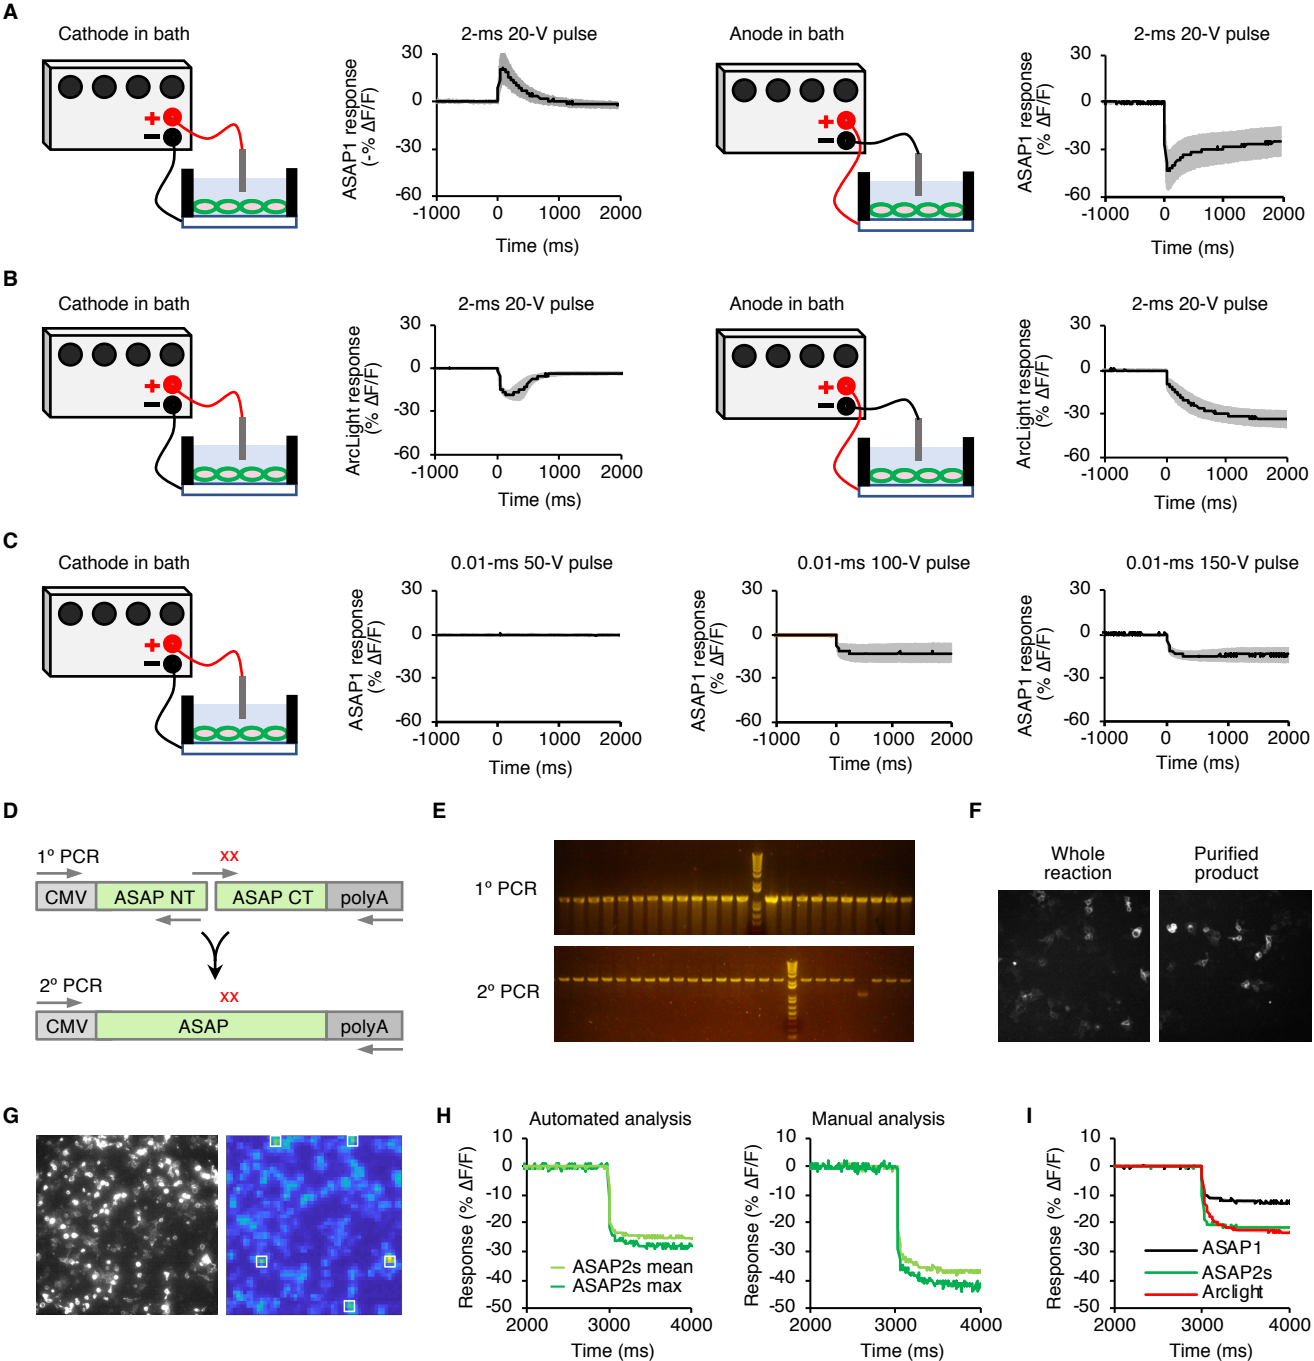 A
Cathode in bath
2-ms 20-V pulse
Anode in bath
2-ms 20-V pulse
+
−
ASAP1 response
(-% ΔF/F)
30
0
-30
-60
-1000 0 1000 2000
Time (ms)
+
−
ASAP1 response
(% ΔF/F)
30
0
-30
-60
-1000 0 1000 2000
Time (ms)
B
Cathode in bath
2-ms 20-V pulse
Anode in bath
2-ms 20-V pulse
+
−
ArcLight response
(% ΔF/F)
30
0
-30
-60
-1000 0 1000 2000
Time (ms)
+
−
ArcLight response
(% ΔF/F)
30
0
-30
-60
-1000 0 1000 2000
Time (ms)
C
Cathode in bath
0.01-ms 50-V pulse
0.01-ms 100-V pulse
0.01-ms 150-V pulse
+
−
ASAP1 response
(% ΔF/F)
30
0
-30
-60
-1000 0 1000 2000
Time (ms)
ASAP1 response
(% ΔF/F)
30
0
-30
-60
-1000 0 1000 2000
Time (ms)
ASAP1 response
(% ΔF/F)
30
0
-30
-60
-1000 0 1000 2000
Time (ms)
D
1º PCR
xx
CMV ASAP NT ASAP CT polyA
2º PCR
xx
CMV ASAP polyA
E
1º PCR
2º PCR
F
Whole
reaction
Purified
product
G
H
Automated analysis
Response (% ΔF/F)
10
0
-10
-20
-30
-40
-50
ASAP2s mean
ASAP2s max
2000 3000 4000
Time (ms)
Manual analysis
Response (% ΔF/F)
10
0
-10
-20
-30
-40
-50
2000 3000 4000
Time (ms)
I
Response (% ΔF/F)
10
0
-10
-20
-30
-40
-50
ASAP1
ASAP2s
Arclight
2000 3000 4000
Time (ms)